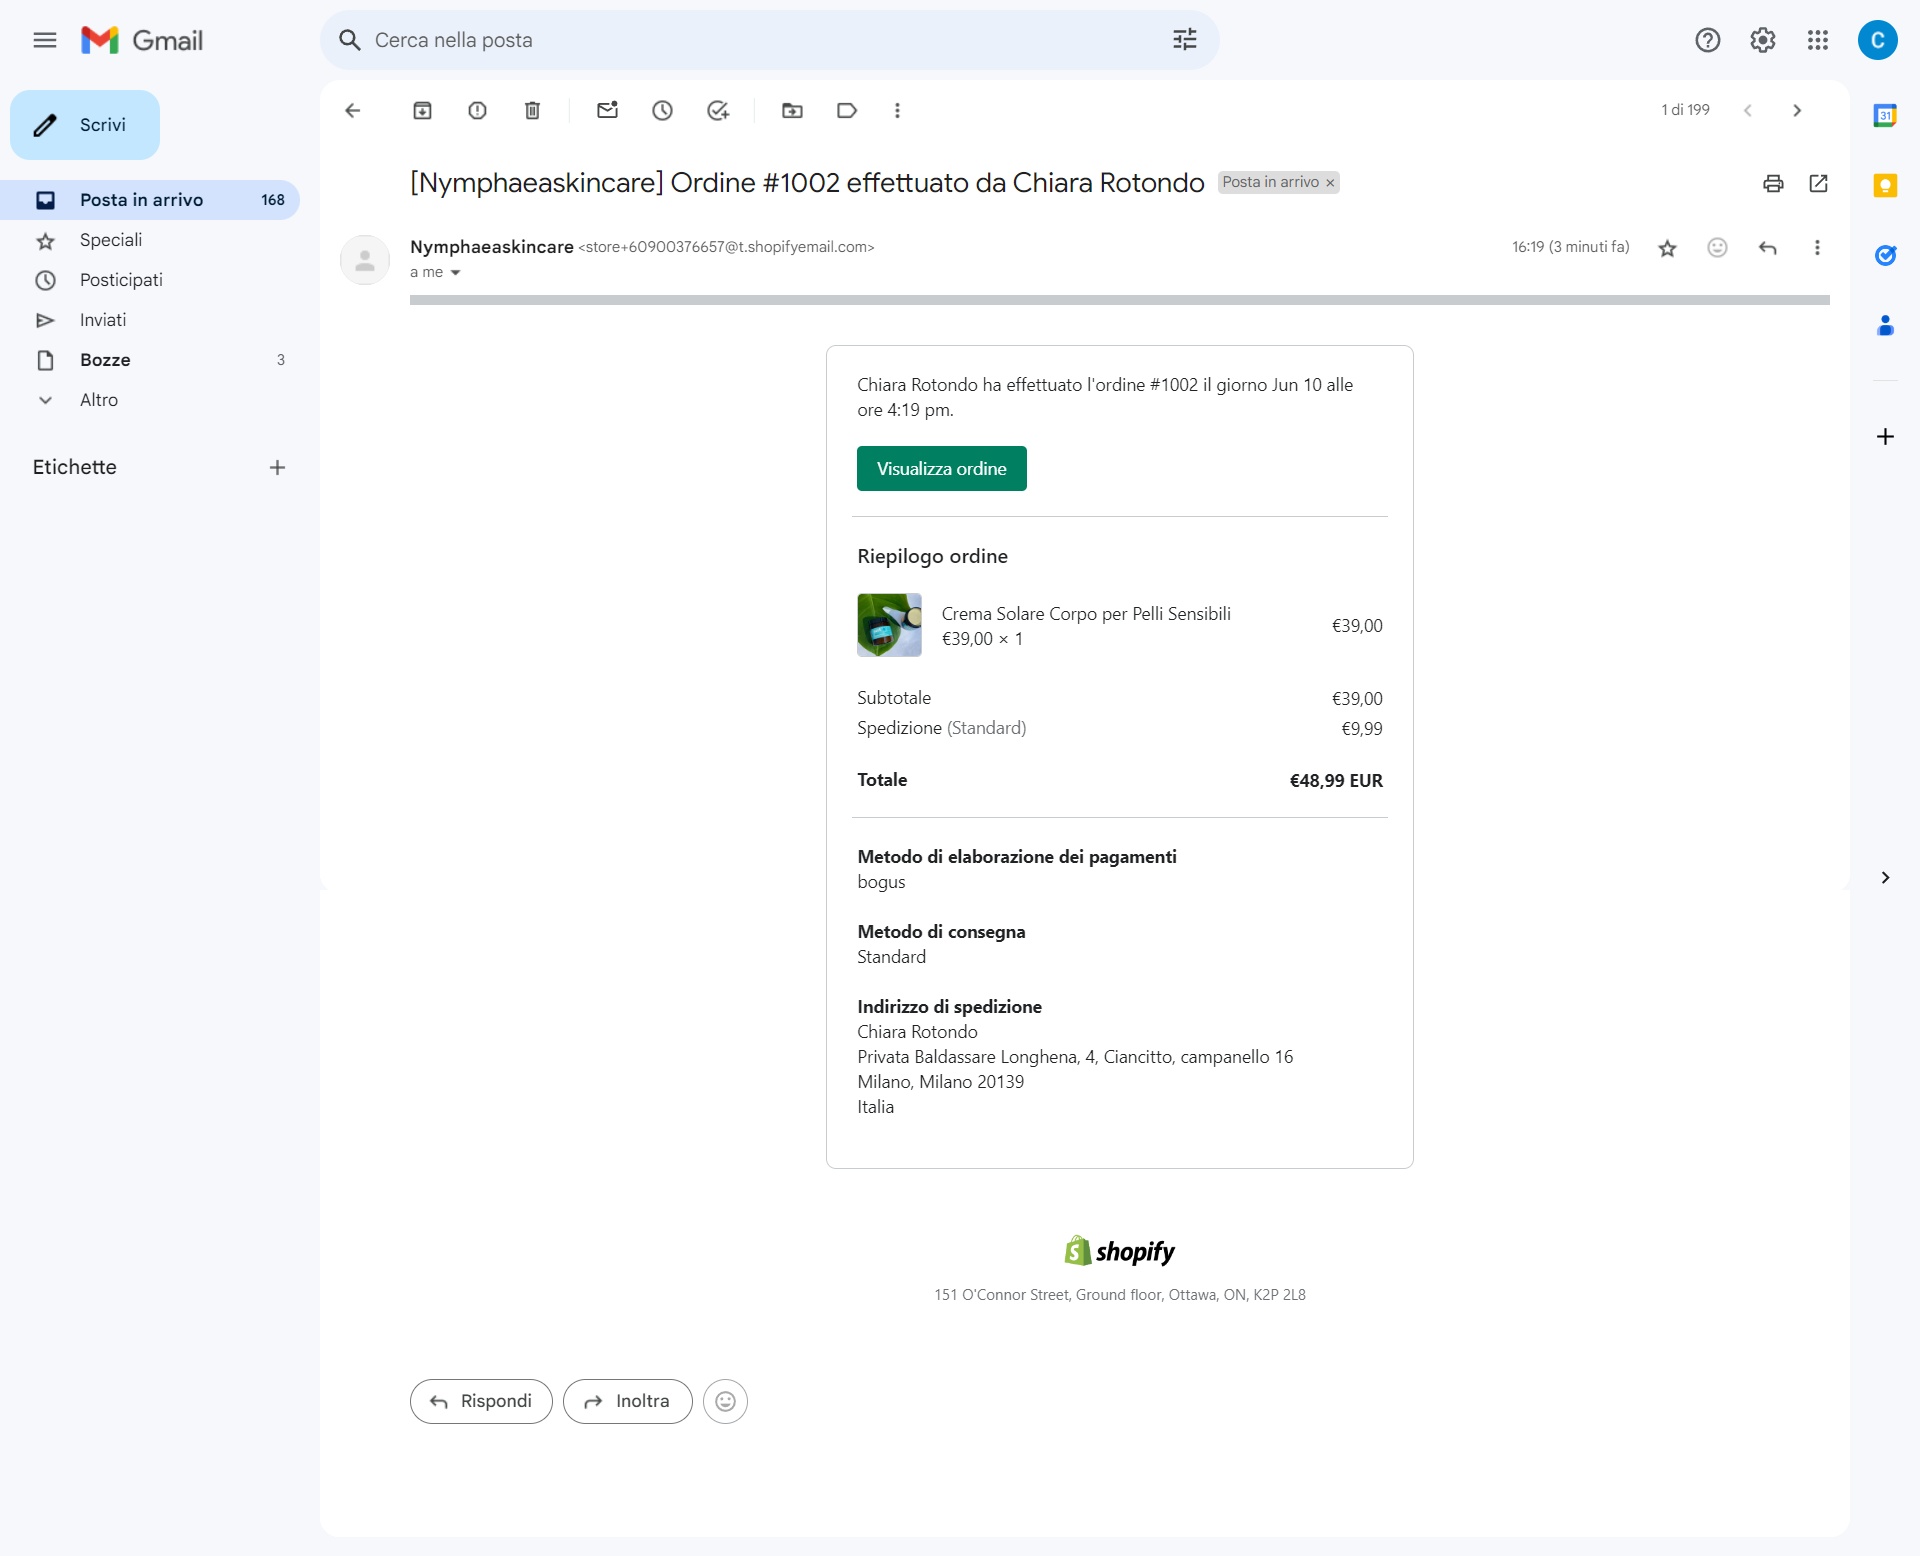 Gmail
Cerca nella posta
C
Scrivi
Posta in arrivo 168
Speciali
Posticipati
Inviati
Bozze 3
Altro
Etichette
1 di 199
31
[Nymphaeaskincare] Ordine #1002 effettuato da Chiara Rotondo Posta in arrivo ×
Nymphaeaskincare <store+60900376657@t.shopifyemail.com> 16:19 (3 minuti fa)
a me
Chiara Rotondo ha effettuato l'ordine #1002 il giorno Jun 10 alle
ore 4:19 pm.
Visualizza ordine
Riepilogo ordine
Crema Solare Corpo per Pelli Sensibili
€39,00 × 1 €39,00
Subtotale €39,00
Spedizione (Standard) €9,99
Totale €48,99 EUR
Metodo di elaborazione dei pagamenti
bogus
Metodo di consegna
Standard
Indirizzo di spedizione
Chiara Rotondo
Privata Baldassare Longhena, 4, Ciancitto, campanello 16
Milano, Milano 20139
Italia
shopify
151 O'Connor Street, Ground floor, Ottawa, ON, K2P 2L8
Rispondi
Inoltra